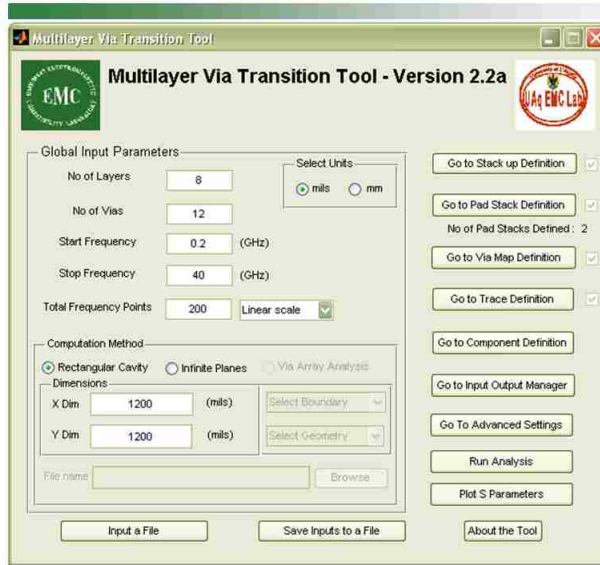 Multilayer Via Transition Tool
EMC
Multilayer Via Transition Tool - Version 2.2a
UAq EMC Lab
Global Input Parameters
Select Units
No of Layers
8
mils
mm
No of Vias
12
Start Frequency
0.2
(GHz)
Stop Frequency
40
(GHz)
Total Frequency Points
200
Linear scale
Computation Method
Rectangular Cavity
Infinite Planes
Via Array Analysis
Dimensions
X Dim
1200
(mils)
Select Boundary
Y Dim
1200
(mils)
Select Geometry
File name
Browse
Input a File
Save Inputs to a File
Go to Stack up Definition
Go to Pad Stack Definition
No of Pad Stacks Defined : 2
Go to Via Map Definition
Go to Trace Definition
Go to Component Definition
Go to Input Output Manager
Go To Advanced Settings
Run Analysis
Plot S Parameters
About the Tool